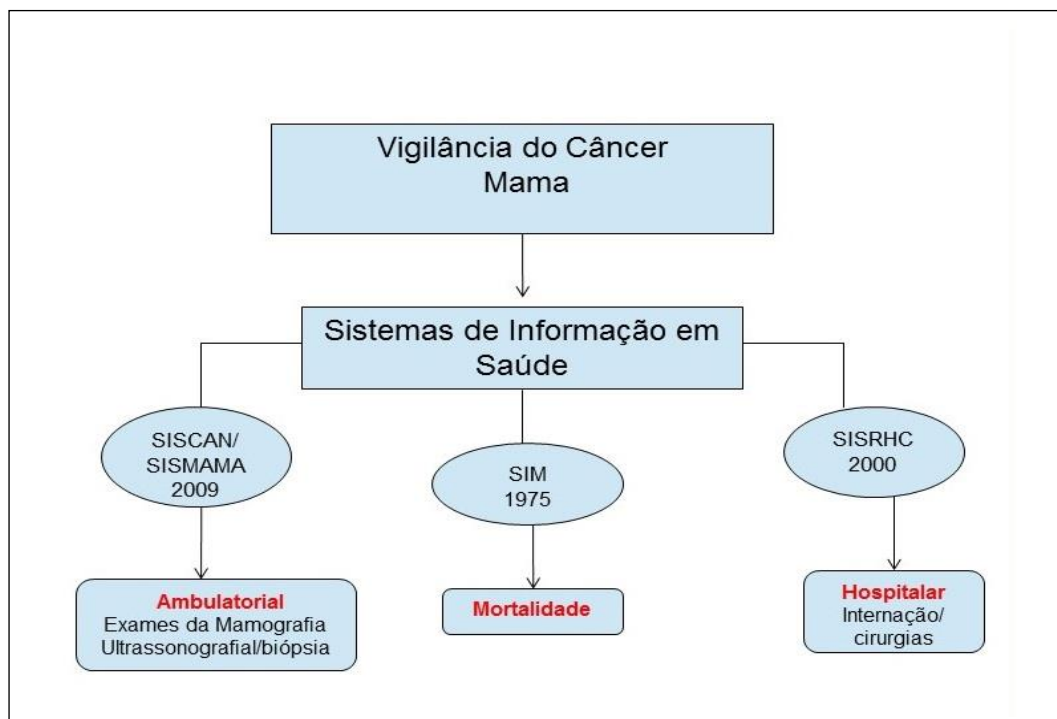 Vigilância do Câncer
Mama
Sistemas de Informação em
Saúde
SISCAN/
SISMAMA
2009
SIM
1975
SISRHC
2000
Ambulatorial
Exames da Mamografia
Ultrassonografial/biópsia
Mortalidade
Hospitalar
Internação/
cirurgias